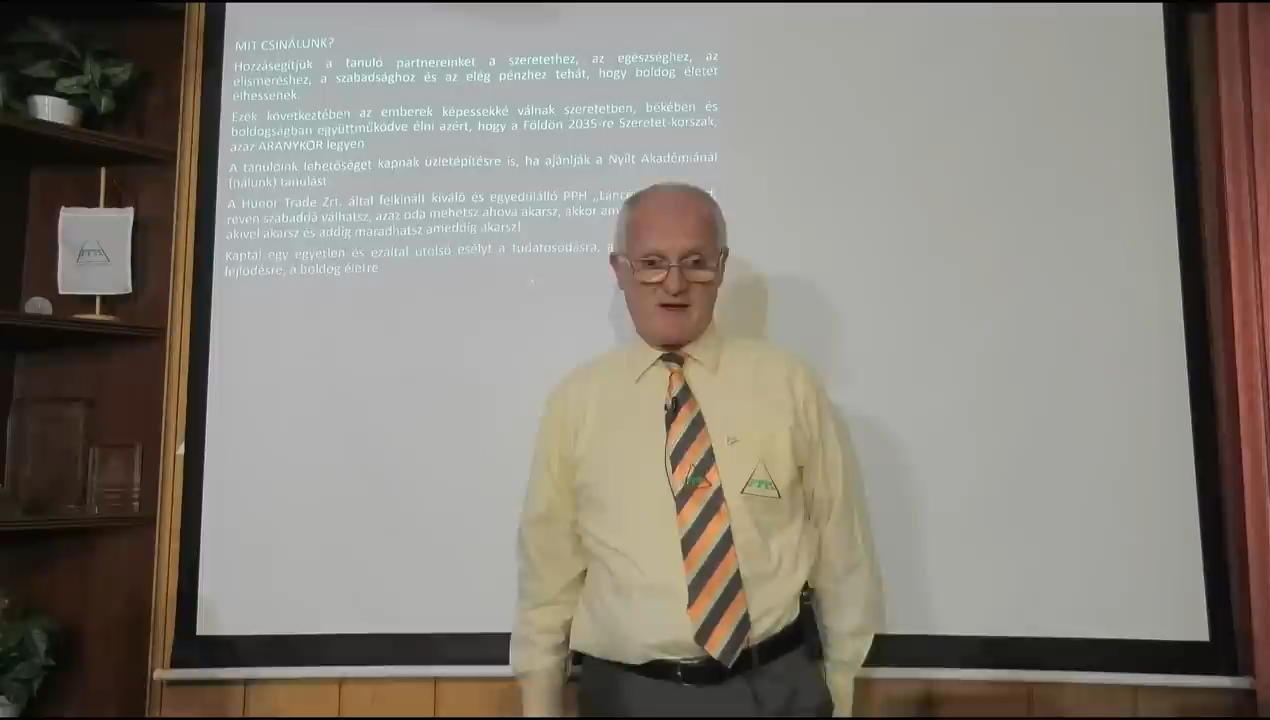 MIT CSINÁLUNK?
Hozzásegítjük a tanuló partnereinket a szeretethez, az egészséghez, az
elismeréshez, a szabadsághoz és az elég pénzhez tehát, hogy boldog életet
élhessenek.
Ezek következtében az emberek képessekké válnak szeretetben, békében és
boldogságban együttműködve élni azért, hogy a Földön 2035-re Szeretet-korszak,
azaz ARANYKOR legyen
A tanulóink lehetőséget kapnak üzletépítésre is, ha ajánlják a Nyílt Akadémiánál
(nálunk) tanulást.
A Hunor Trade Zrt. által felkínált kiváló és egyedülálló PPH
révén szabaddá válhatsz, azaz oda mehetsz ahova akarsz, akkor
akivel akarsz és addig maradhatsz ameddig akarsz!
Kaptál egy egyetlen és ezáltal utolsó esélyt a tudatosodásra, a
fejlődésre, a boldog életre
PPH